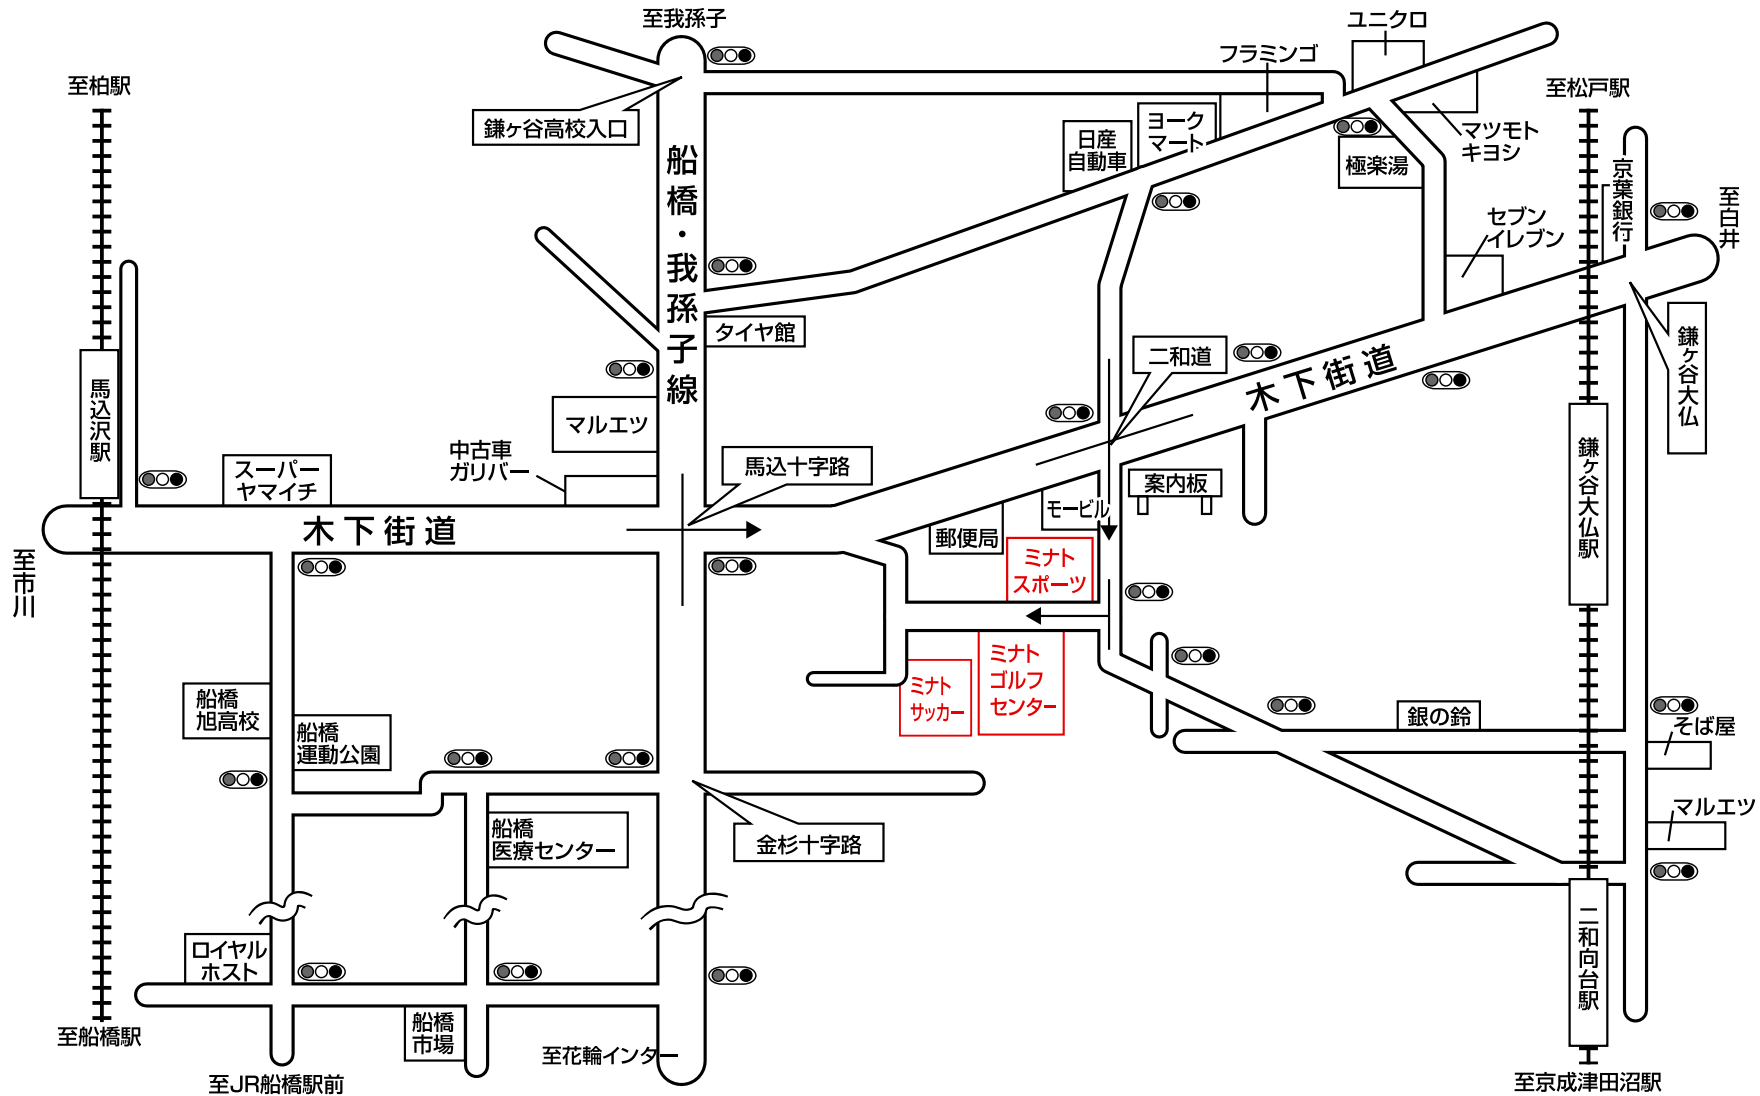 至我孫子
ユニクロ
フラミンゴ
至柏駅
至松戸駅
鎌ヶ谷高校入口
船橋・我孫子線
日産
自動車
ヨーク
マート
マツモト
キヨシ
極楽湯
京葉銀行
至白井
セブン
イレブン
タイヤ館
二和道
木下街道
鎌ヶ谷大仏
馬込沢駅
マルエツ
中古車
ガリバー
スーパー
ヤマイチ
馬込十字路
案内板
鎌ヶ谷大仏駅
木下街道
モービル
郵便局
至市川
ミナト
スポーツ
ミナト
ゴルフ
センター
ミナト
サッカー
船橋
旭高校
船橋
運動公園
銀の鈴
そば屋
マルエツ
船橋
医療センター
金杉十字路
ロイヤル
ホスト
二和向台駅
船橋
市場
至船橋駅
至花輪インター
至JR船橋駅前
至京成津田沼駅